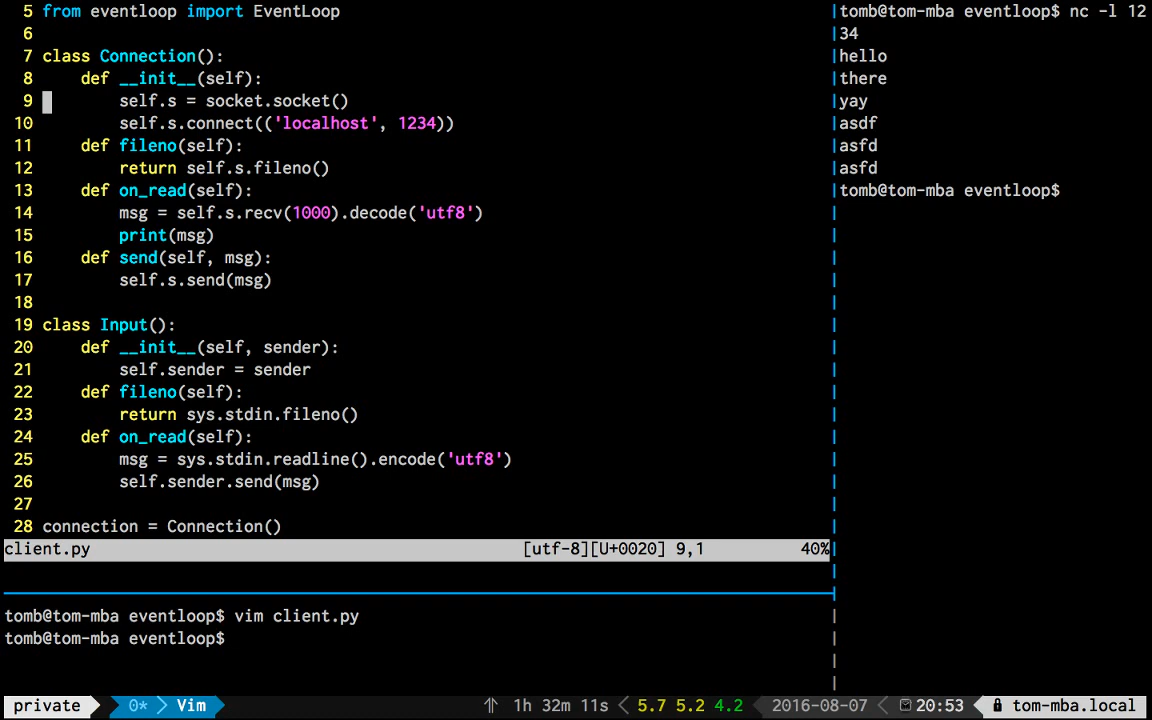 5 from eventloop import EventLoop
6
7 class Connection():
8     def __init__(self):
9         self.s = socket.socket()
10         self.s.connect(('localhost', 1234))
11     def fileno(self):
12         return self.s.fileno()
13     def on_read(self):
14         msg = self.s.recv(1000).decode('utf8')
15         print(msg)
16     def send(self, msg):
17         self.s.send(msg)
18
19 class Input():
20     def __init__(self, sender):
21         self.sender = sender
22     def fileno(self):
23         return sys.stdin.fileno()
24     def on_read(self):
25         msg = sys.stdin.readline().encode('utf8')
26         self.sender.send(msg)
27
28 connection = Connection()
client.py [utf-8][U+0020] 9,1 40%
tomb@tom-mba eventloop$ vim client.py
tomb@tom-mba eventloop$
tomb@tom-mba eventloop$ nc -l 12
34
hello
there
yay
asdf
asfd
asfd
tomb@tom-mba eventloop$
private 0* Vim 1h 32m 11s 5.7 5.2 4.2 2016-08-07 20:53 tom-mba.local